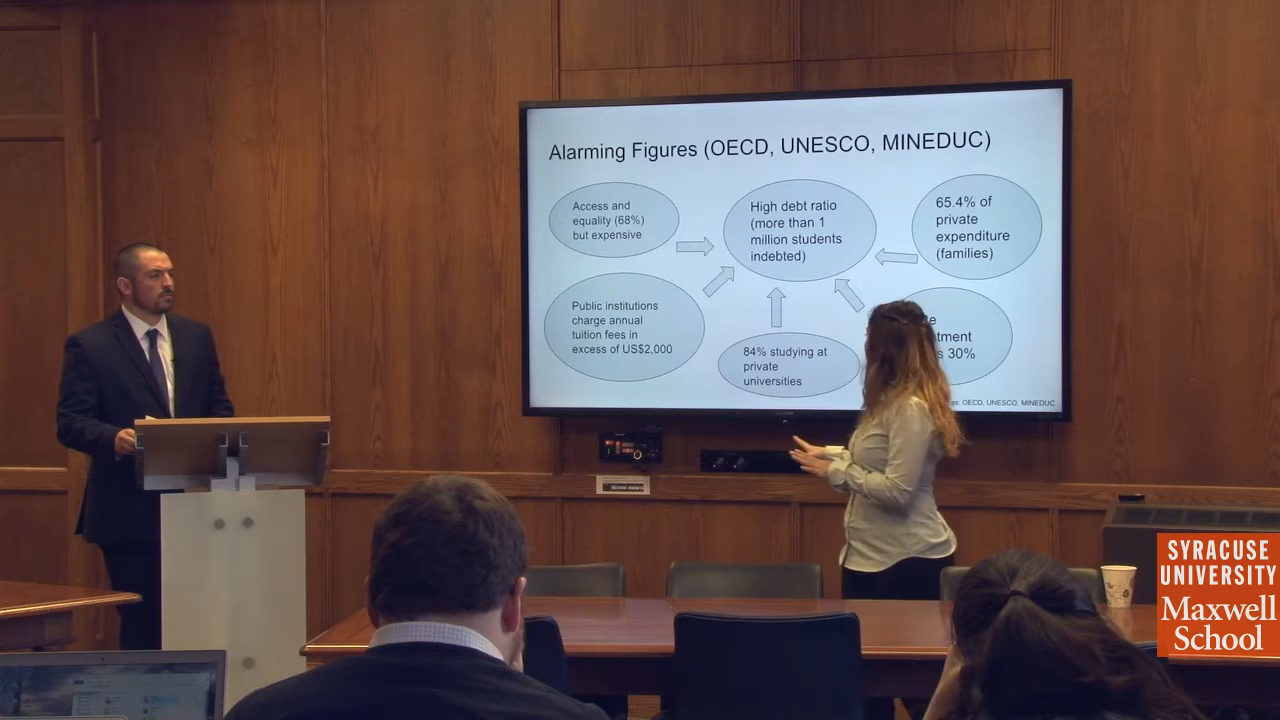 Alarming Figures (OECD, UNESCO, MINEDUC)
Access and
equality (68%)
but expensive
High debt ratio
(more than 1
million students
indebted)
65.4% of
private
expenditure
(families)
Public institutions
charge annual
tuition fees in
excess of US$2,000
84% studying at
private
universities
30%
OECD, UNESCO, MINEDUC
SYRACUSE
UNIVERSITY
Maxwell
School